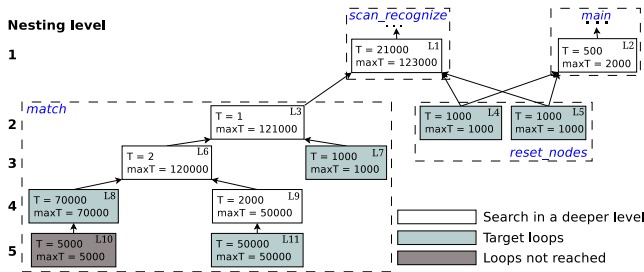 scan_recognize
main
Nesting level
...
...
1
T = 21000
L1
maxT = 123000
T = 500
L2
maxT = 2000
match
2
T = 1
L3
maxT = 121000
T = 1000
L4
maxT = 1000
T = 1000
L5
maxT = 1000
reset_nodes
3
T = 2
L6
maxT = 120000
T = 1000
L7
maxT = 1000
4
T = 70000
L8
maxT = 70000
T = 2000
L9
maxT = 50000
5
T = 5000
L10
maxT = 5000
T = 50000
L11
maxT = 50000
Search in a deeper level
Target loops
Loops not reached